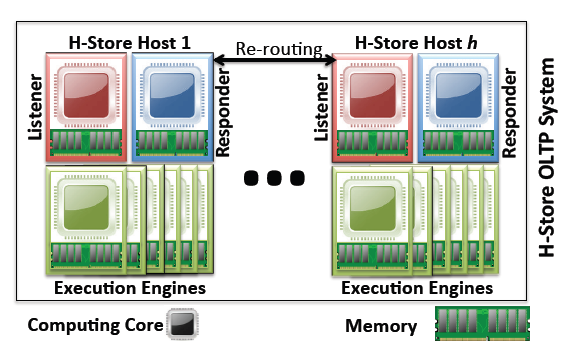 H-Store Host 1
Re-routing
H-Store Host h
Listener
Responder
Listener
Responder
H-Store OLTP System
Execution Engines
Execution Engines
Computing Core
Memory